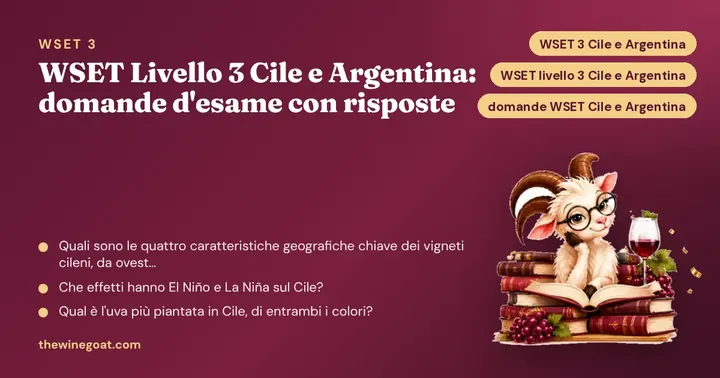 WSET 3
WSET Livello 3 Cile e Argentina:
domande d'esame con risposte
WSET 3 Cile e Argentina
WSET livello 3 Cile e Argentina
domande WSET Cile e Argentina
Quali sono le quattro caratteristiche geografiche chiave dei vigneti
cileni, da ovest...
Che effetti hanno El Niño e La Niña sul Cile?
Qual è l'uva più piantata in Cile, di entrambi i colori?
thewinegoat.com